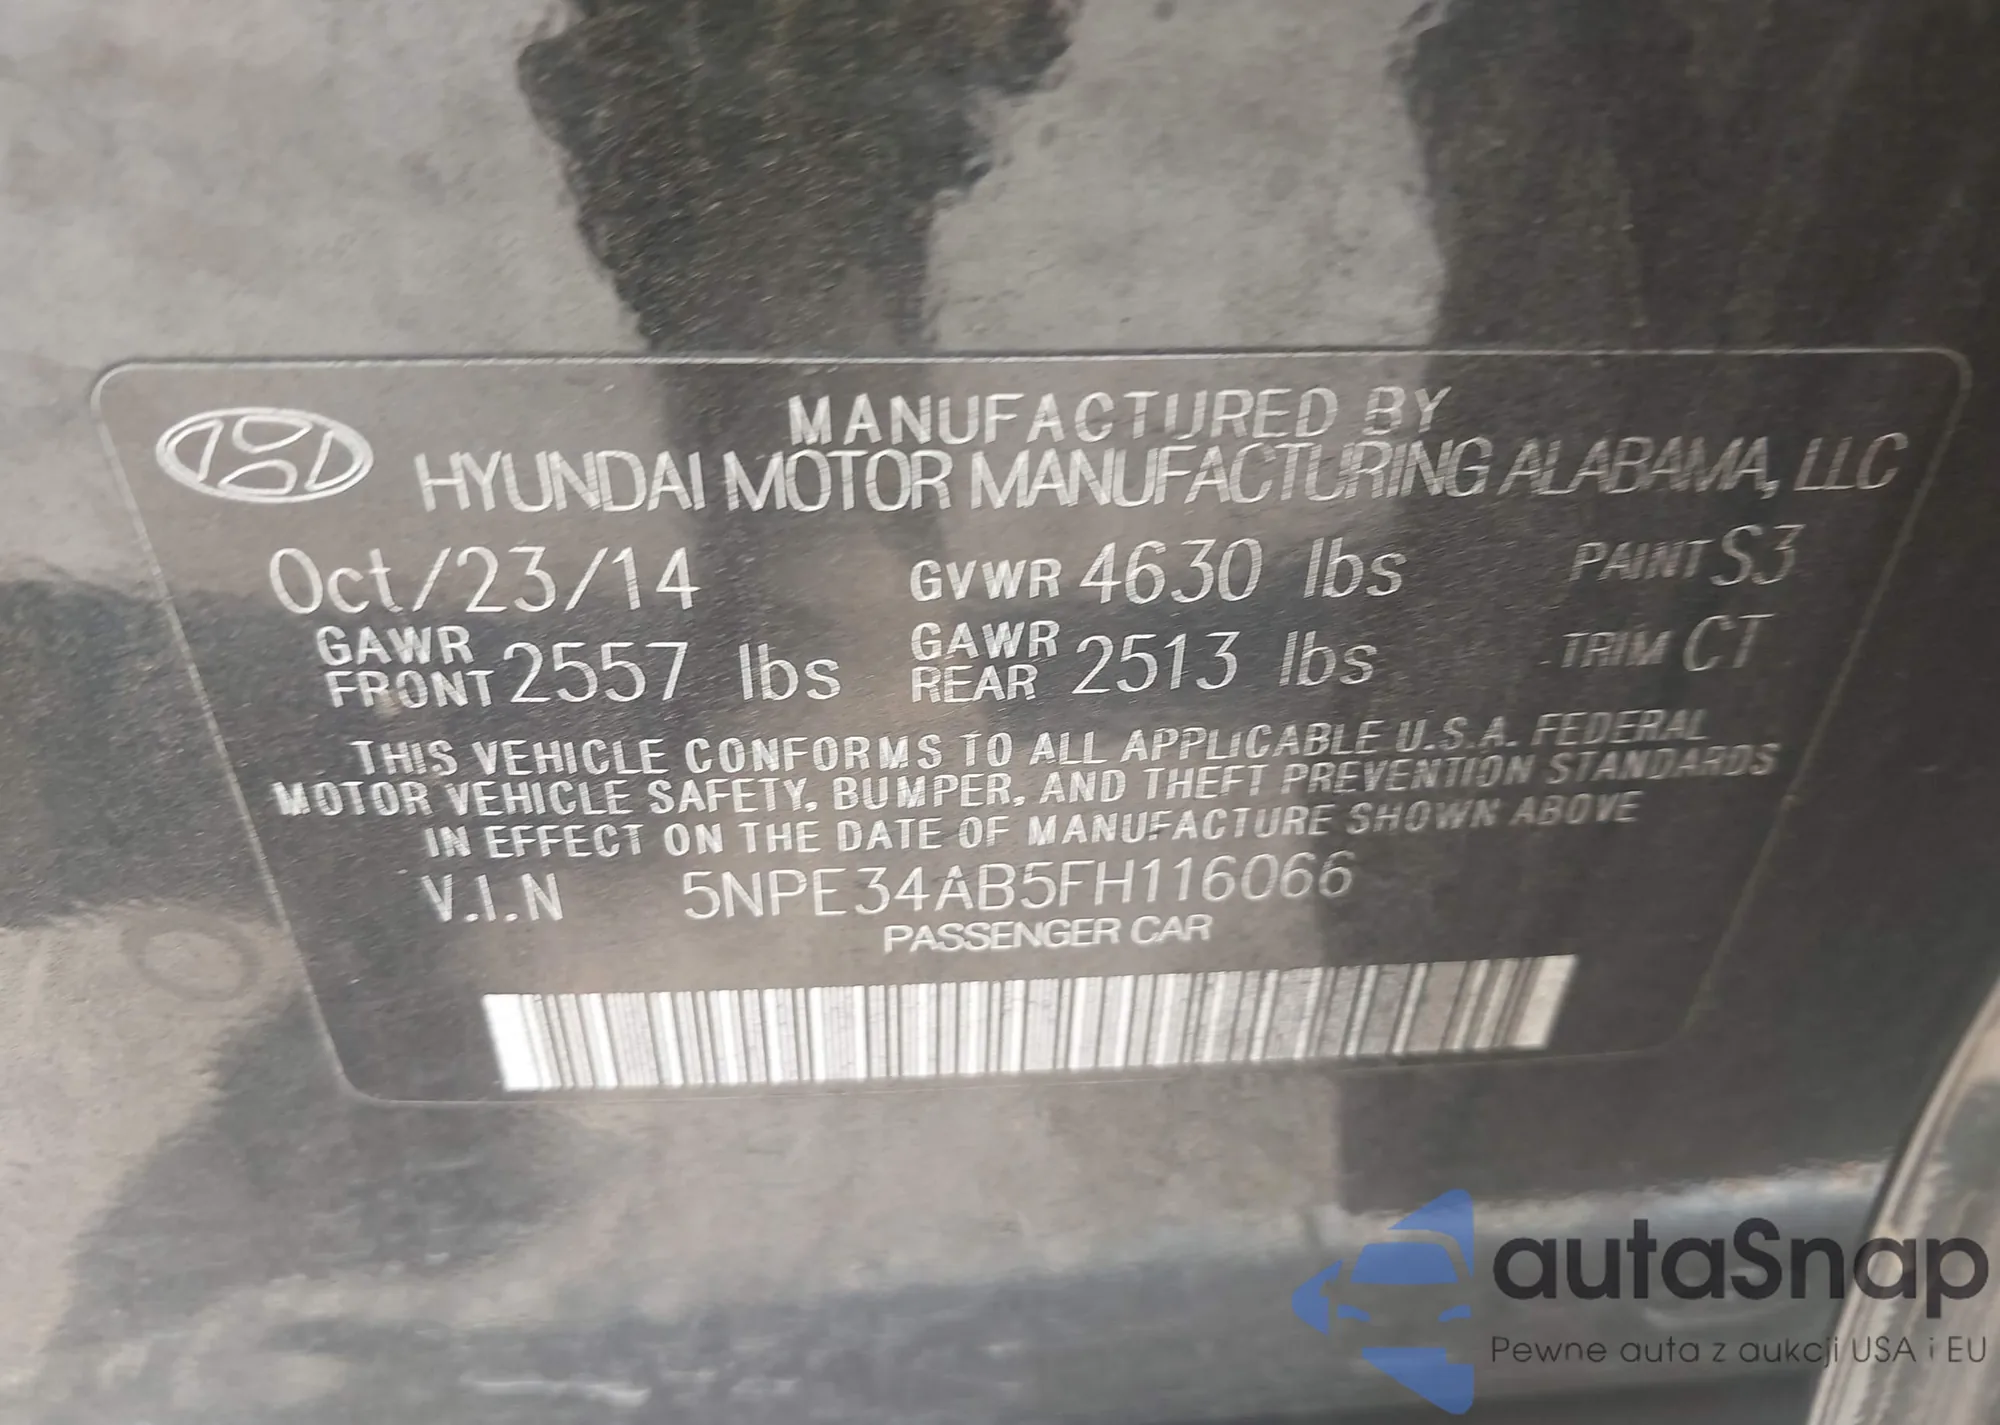 MANUFACTURED BY
HYUNDAI MOTOR MANUFACTURING ALABAMA, LLC
Oct/23/14 GVWR 4630 lbs PAINT S3
GAWR FRONT 2557 lbs GAWR REAR 2513 lbs TRIM CT
THIS VEHICLE CONFORMS TO ALL APPLICABLE U.S.A. FEDERAL
MOTOR VEHICLE SAFETY, BUMPER, AND THEFT PREVENTION STANDARDS
IN EFFECT ON THE DATE OF MANUFACTURE SHOWN ABOVE
V.I.N 5NPE34AB5FH116066
PASSENGER CAR
autaSnap
Pewne auta z aukcji USA i EU